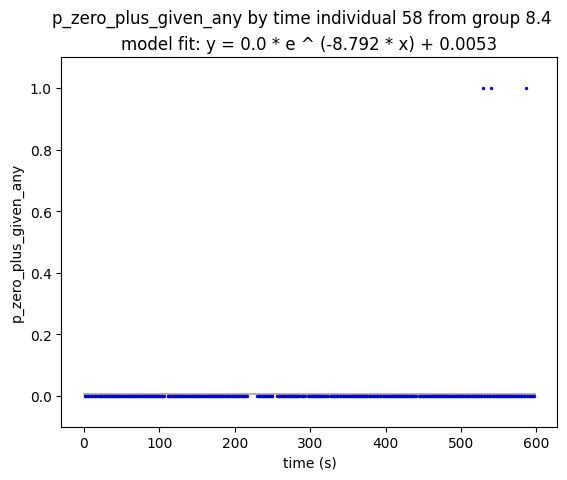 p_zero_plus_given_any by time individual 58 from group 8.4
model fit: y = 0.0 * e ^ (-8.792 * x) + 0.0053
1.0
0.8
0.6
0.4
0.2
0.0
p_zero_plus_given_any
0 100 200 300 400 500 600
time (s)